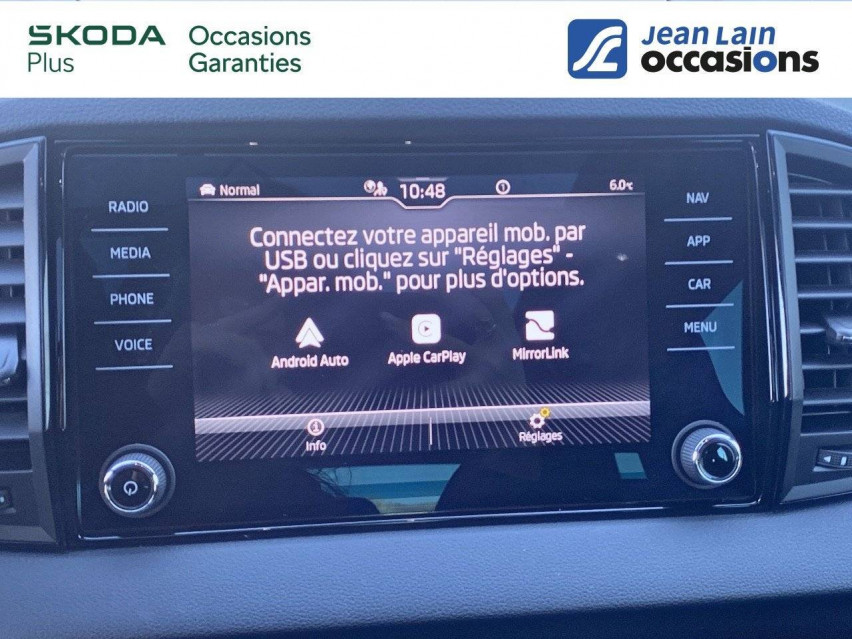 SKODA
Plus
Occasions
Garanties
Jean Lain
occasions
RADIO
MEDIA
PHONE
VOICE
NAV
APP
CAR
MENU
Normal
10:48
6.0°C
Connectez votre appareil mob. par
USB ou cliquez sur "Réglages" -
"Appar. mob." pour plus d'options.
Android Auto
Apple CarPlay
MirrorLink
Info
Réglages